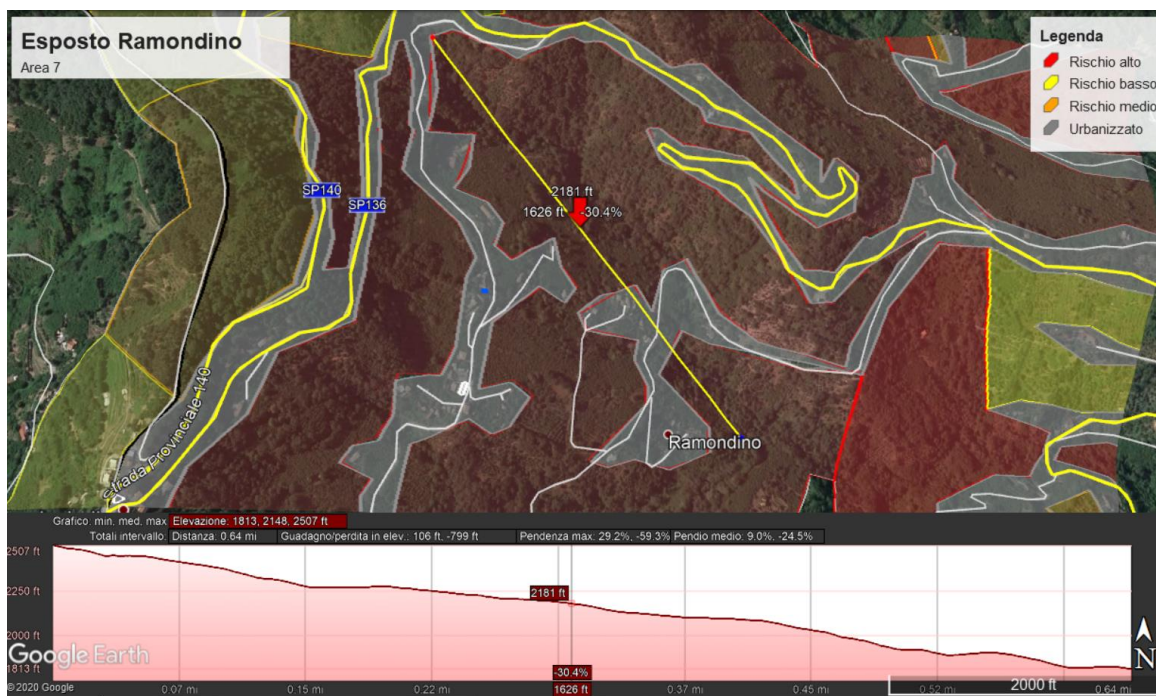 Esposto Ramondino
Area 7
Legenda
Rischio alto
Rischio basso
Rischio medio
Urbanizzato
SP140
SP136
2181 ft
1626 ft
-30.4%
Strada Provinciale 140
Ramondino
Grafico: min. med. max. Elevazione: 1813, 2148, 2507 ft
Totali intervallo: Distanza: 0.64 mi Guadagno/perdita in elev.: 106 ft, -799 ft Pendenza max: 29.2%, -59.3% Pendio medio: 9.0%, -24.5%
2507 ft
2250 ft
2000 ft
1813 ft
2181 ft
-30.4%
Google Earth
N
© 2020 Google
0.07 mi
0.15 mi
0.22 mi
1626 ft
0.37 mi
0.45 mi
0.52 mi
0.64 mi
2000 ft